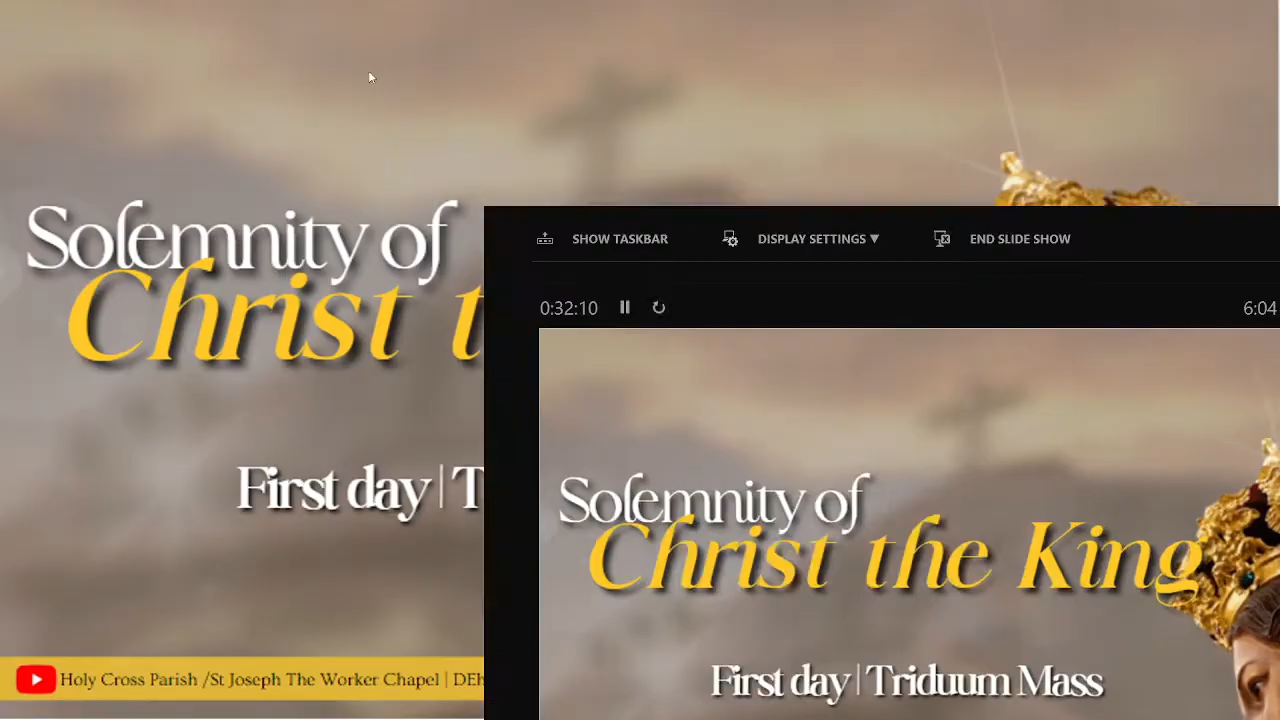 Solemnity of
Christ t
First day | T
Holy Cross Parish /St Joseph The Worker Chapel | DEh
SHOW TASKBAR
DISPLAY SETTINGS ▼
END SLIDE SHOW
0:32:10
6:04
Solemnity of
Christ the King
First day | Triduum Mass